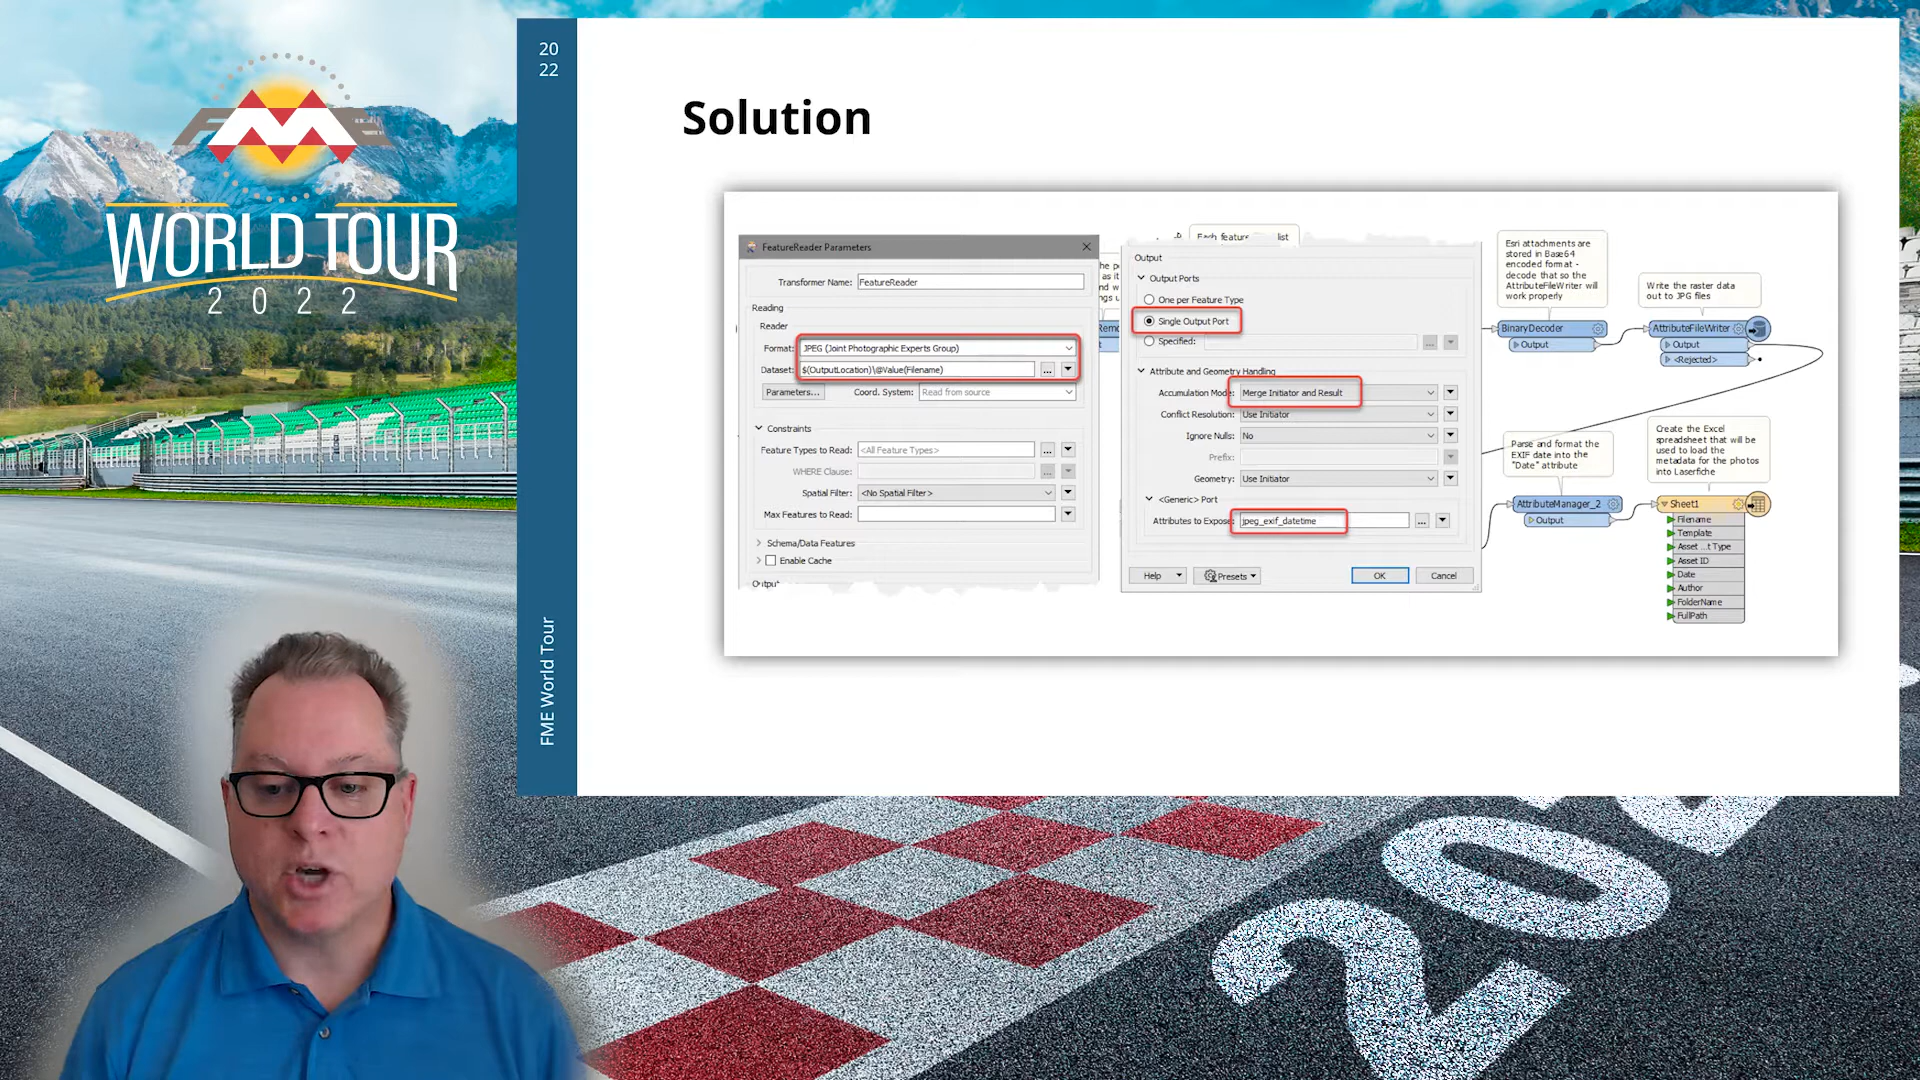 FME
WORLD TOUR
2022
20
22
FME World Tour
Solution
FeatureReader Parameters
Transformer Name: FeatureReader
Reading
Reader
Format: JPEG (Joint Photographic Experts Group)
Dataset: $(OutputLocation)\@Value(Filename)
...
Parameters...
Coord. System: Read from source
Constraints
Feature Types to Read: <All Feature Types>
...
WHERE Clause:
...
Spatial Filter: <No Spatial Filter>
Max Features to Read:
Schema/Data Features
Enable Cache
Output
Each feature
list
Output
Output Ports
One per Feature Type
Single Output Port
Specified:
...
Attribute and Geometry Handling
Accumulation Mode: Merge Initiator and Result
Conflict Resolution: Use Initiator
Ignore Nulls: No
Prefix:
Geometry: Use Initiator
<Generic> Port
Attributes to Expose: jpeg_exif_datetime
...
Help
Presets
OK
Cancel
Esri attachments are
stored in Base64
encoded format -
decode that so the
AttributeFileWriter will
work properly
Write the raster data
out to JPG files
BinaryDecoder
Output
AttributeFileWriter
Output
<Rejected>
Parse and format the
EXIF date into the
"Date" attribute
Create the Excel
spreadsheet that will be
used to load the
metadata for the photos
into Laserfiche
AttributeManager_2
Output
Sheet1
Filename
Template
Asset ...t Type
Asset ID
Date
Author
FolderName
FullPath